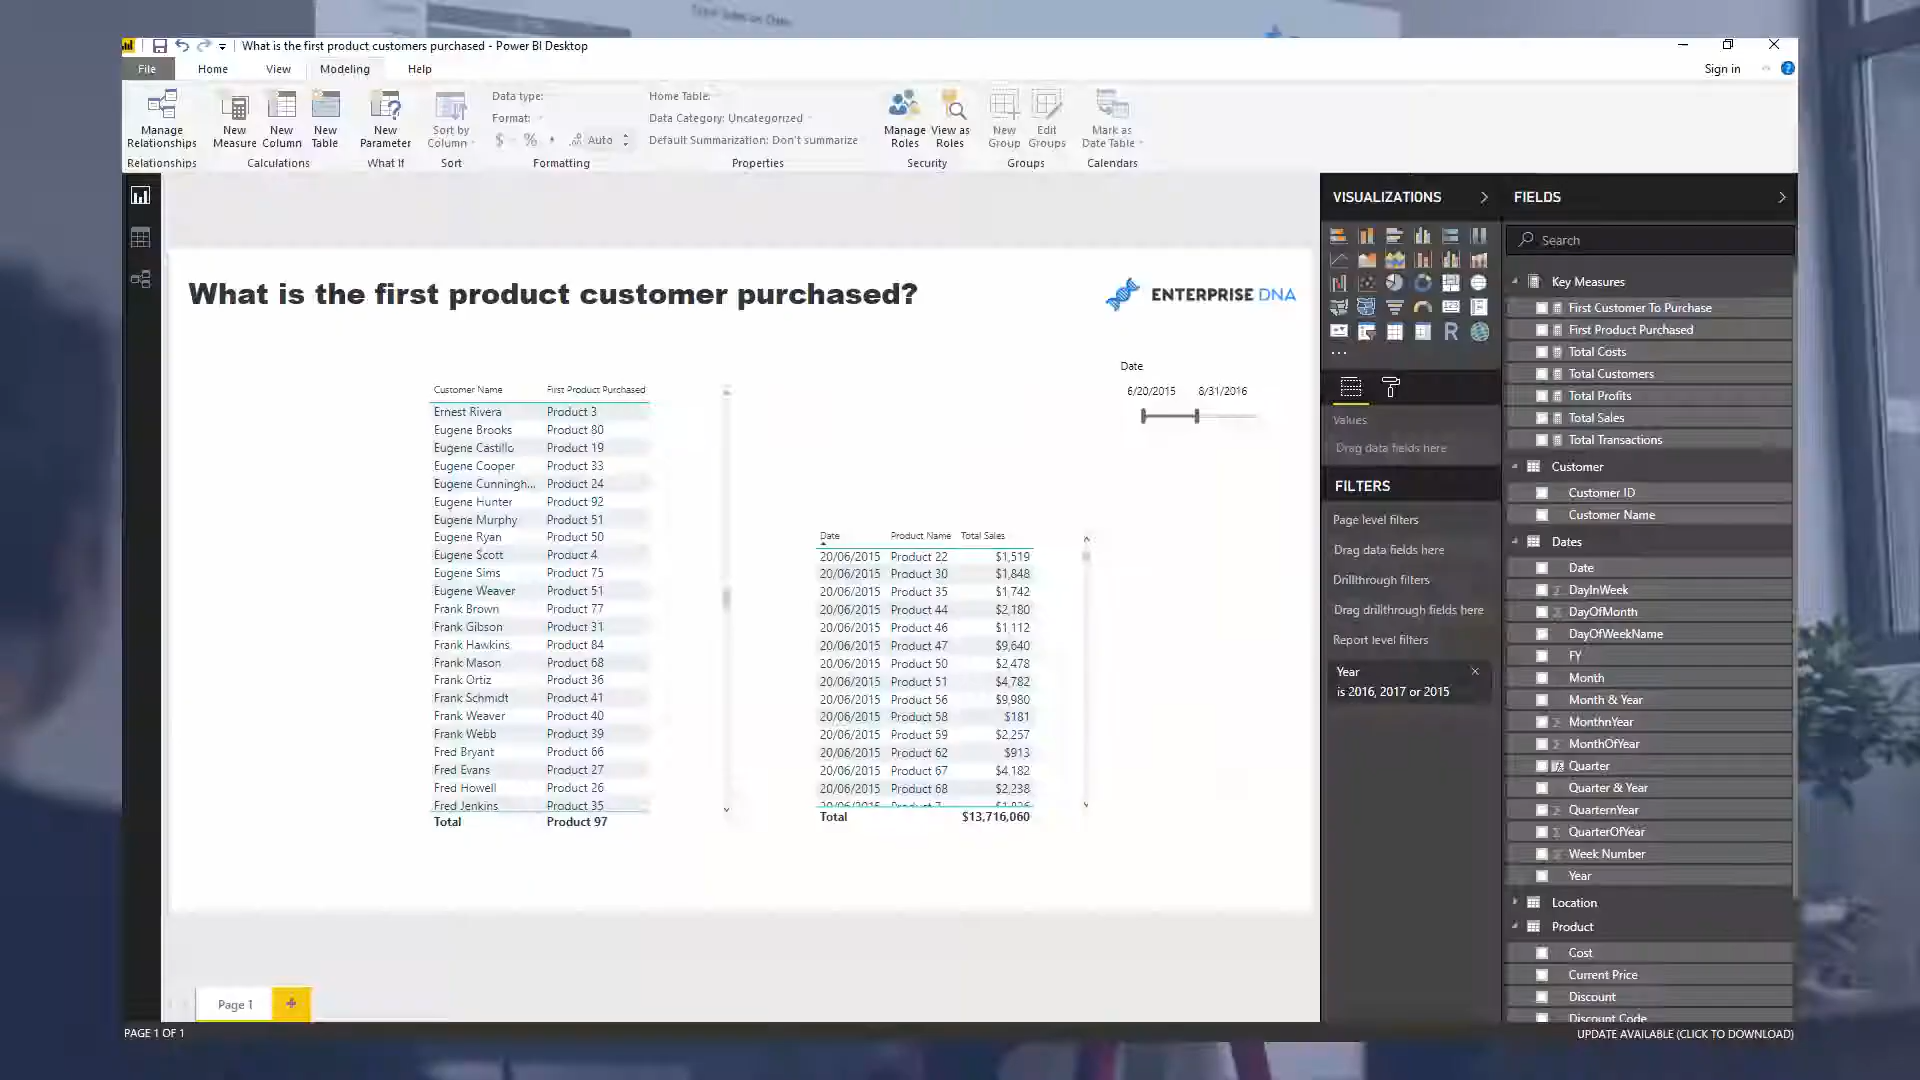 What is the first product customers purchased - Power BI Desktop
File Home View Modeling Help
Sign in
Manage Relationships
New Measure
New Column
New Table
New Parameter
Sort by Column
Data type:
Format:
$ % , Auto
Home Table:
Data Category: Uncategorized
Default Summarization: Don't summarize
Manage Roles
View as Roles
New Group
Edit Groups
Mark as Date Table
Relationships Calculations What If Sort Formatting Properties Security Groups Calendars
What is the first product customer purchased?
ENTERPRISE DNA
Date
6/20/2015 8/31/2016
Customer Name First Product Purchased
Ernest Rivera Product 3
Eugene Brooks Product 80
Eugene Castillo Product 19
Eugene Cooper Product 33
Eugene Cunningh... Product 24
Eugene Hunter Product 92
Eugene Murphy Product 51
Eugene Ryan Product 50
Eugene Scott Product 4
Eugene Sims Product 75
Eugene Weaver Product 51
Frank Brown Product 77
Frank Gibson Product 31
Frank Hawkins Product 84
Frank Mason Product 68
Frank Ortiz Product 36
Frank Schmidt Product 41
Frank Weaver Product 40
Frank Webb Product 39
Fred Bryant Product 66
Fred Evans Product 27
Fred Howell Product 26
Fred Jenkins Product 35
Total Product 97
Date Product Name Total Sales
20/06/2015 Product 22 $1,519
20/06/2015 Product 30 $1,848
20/06/2015 Product 35 $1,742
20/06/2015 Product 44 $2,180
20/06/2015 Product 46 $1,112
20/06/2015 Product 47 $9,640
20/06/2015 Product 50 $2,478
20/06/2015 Product 51 $4,782
20/06/2015 Product 56 $9,980
20/06/2015 Product 58 $181
20/06/2015 Product 59 $2,257
20/06/2015 Product 62 $913
20/06/2015 Product 67 $4,182
20/06/2015 Product 68 $2,238
Total $13,716,060
VISUALIZATIONS
R
Values
Drag data fields here
FILTERS
Page level filters
Drag data fields here
Drillthrough filters
Drag drillthrough fields here
Report level filters
Year
is 2016, 2017 or 2015
FIELDS
Search
Key Measures
First Customer To Purchase
First Product Purchased
Total Costs
Total Customers
Total Profits
Total Sales
Total Transactions
Customer
Customer ID
Customer Name
Dates
Date
DayInWeek
DayOfMonth
DayOfWeekName
FY
Month
Month & Year
MonthnYear
MonthOfYear
Quarter
Quarter & Year
QuarternYear
QuarterOfYear
Week Number
Year
Location
Product
Cost
Current Price
Discount
Discount Code
Page 1
PAGE 1 OF 1
UPDATE AVAILABLE (CLICK TO DOWNLOAD)